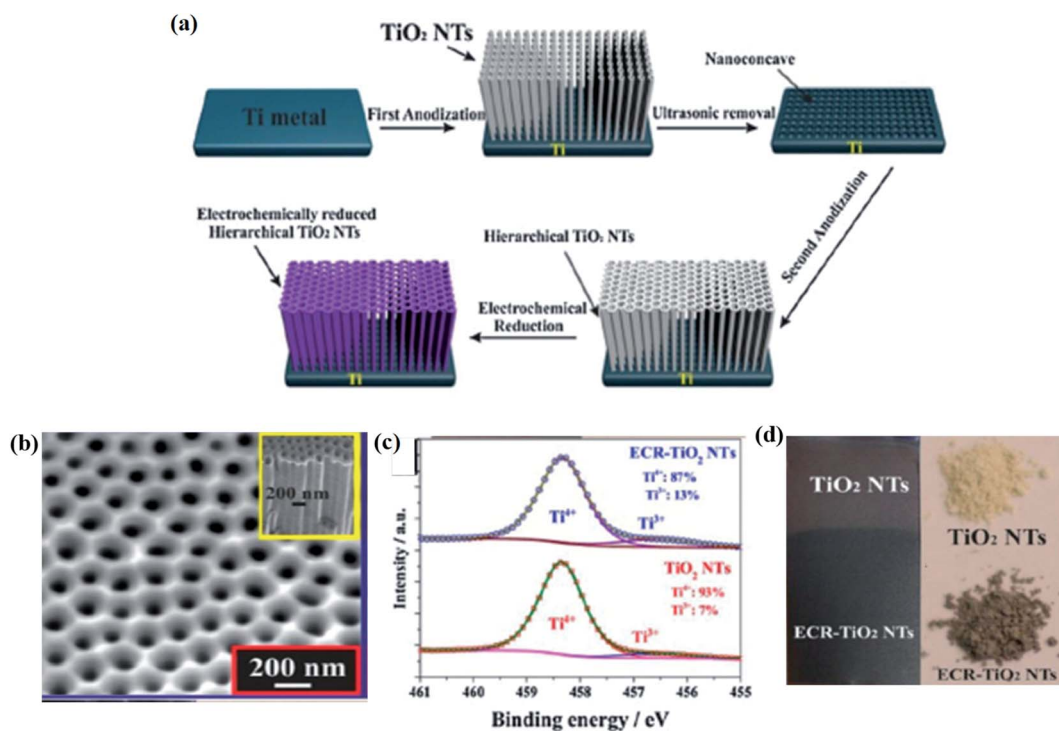 (a)
TiO₂ NTs
Nanoconcave
Ti metal
First Anodization
Ultrasonic removal
Ti
Ti
Second Anodization
Electrochemically reduced
Hierarchical TiO₂ NTs
Hierarchical TiO₂ NTs
Electrochemical
Reduction
Ti
Ti
(b)
200 nm
200 nm
(c)
Intensity / a.u.
ECR-TiO₂ NTs
Ti⁴⁺: 87%
Ti³⁺: 13%
Ti⁴⁺
Ti³⁺
TiO₂ NTs
Ti⁴⁺: 93%
Ti³⁺: 7%
Ti⁴⁺
Ti³⁺
461 460 459 458 457 456 455
Binding energy / eV
(d)
TiO₂ NTs
TiO₂ NTs
ECR-TiO₂ NTs
ECR-TiO₂ NTs